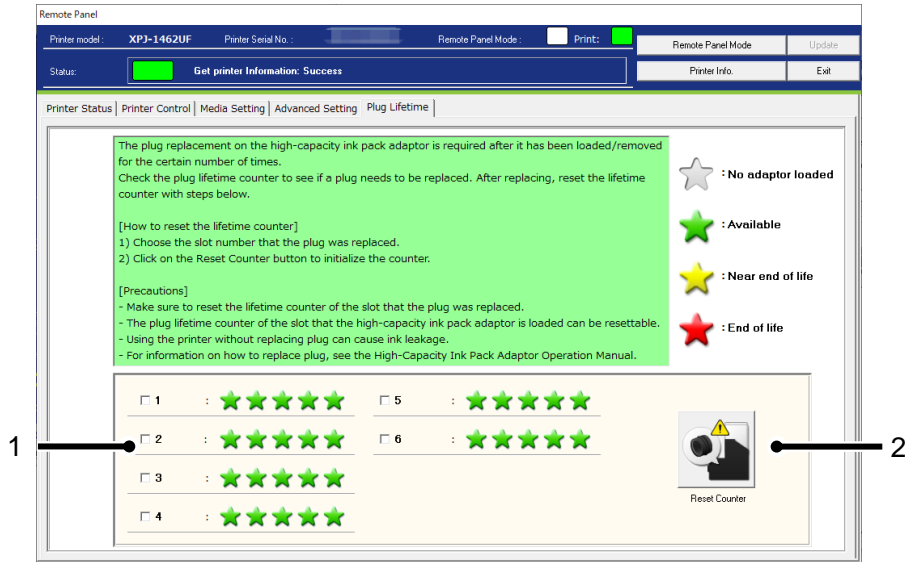 Remote Panel
Printer model : XPJ-1462UF Printer Serial No. : Remote Panel Mode : Print:
Remote Panel Mode Update
Status: Get printer Information: Success
Printer Info. Exit
Printer Status Printer Control Media Setting Advanced Setting Plug Lifetime
The plug replacement on the high-capacity ink pack adaptor is required after it has been loaded/removed
for the certain number of times.
Check the plug lifetime counter to see if a plug needs to be replaced. After replacing, reset the lifetime
counter with steps below.
[How to reset the lifetime counter]
1) Choose the slot number that the plug was replaced.
2) Click on the Reset Counter button to initialize the counter.
[Precautions]
- Make sure to reset the lifetime counter of the slot that the plug was replaced.
- The plug lifetime counter of the slot that the high-capacity ink pack adaptor is loaded can be resettable.
- Using the printer without replacing plug can cause ink leakage.
- For information on how to replace plug, see the High-Capacity Ink Pack Adaptor Operation Manual.
: No adaptor loaded
: Available
: Near end of life
: End of life
1 :
2 :
3 :
4 :
5 :
6 :
Reset Counter
1
2